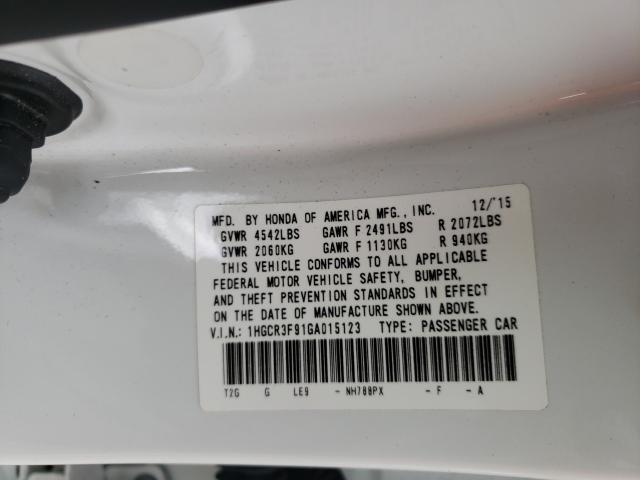 MFD. BY HONDA OF AMERICA MFG., INC. 12/'15
GVWR 4542LBS GAWR F 2491LBS R 2072LBS
GVWR 2060KG GAWR F 1130KG R 940KG
THIS VEHICLE CONFORMS TO ALL APPLICABLE
FEDERAL MOTOR VEHICLE SAFETY, BUMPER,
AND THEFT PREVENTION STANDARDS IN EFFECT
ON THE DATE OF MANUFACTURE SHOWN ABOVE.
V.I.N.: 1HGCR3F91GA015123 TYPE: PASSENGER CAR
T2G G LE9 - NH788PX - F - A